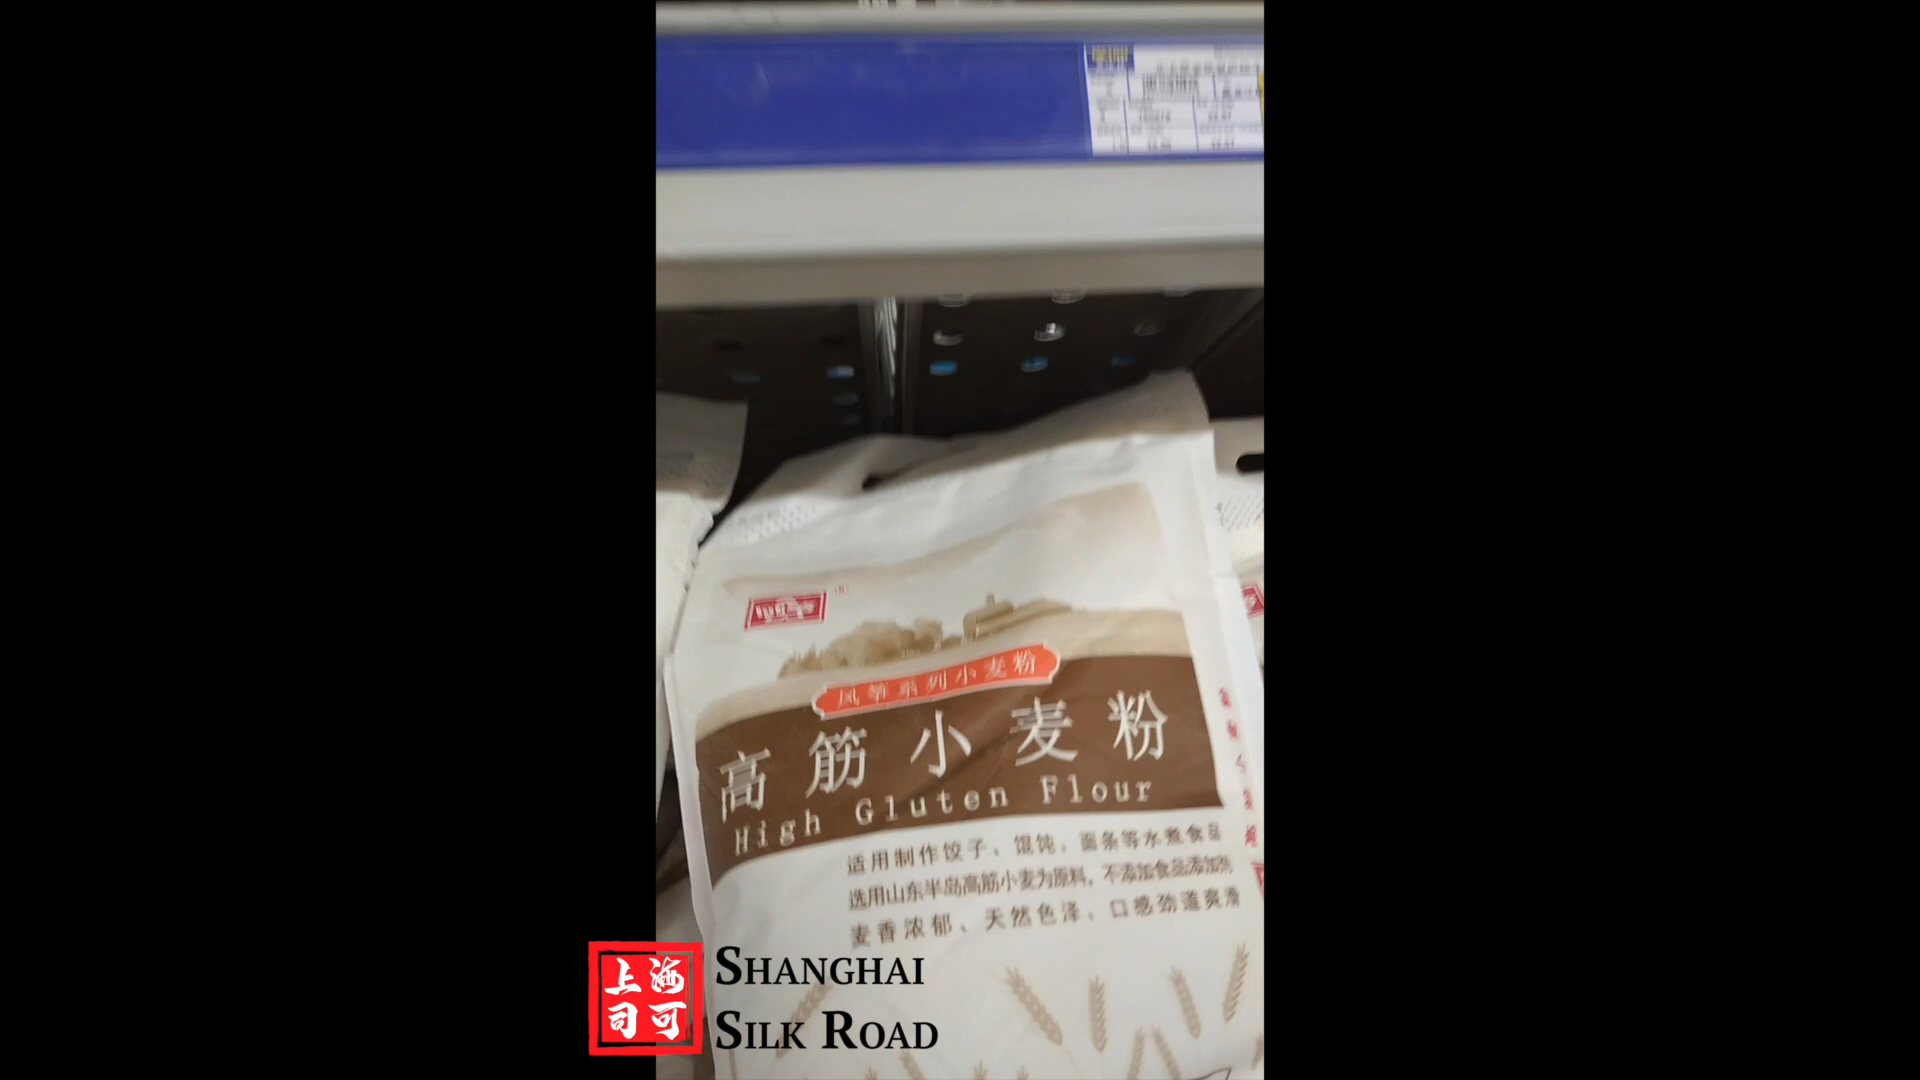 风筝系列小麦粉
高筋小麦粉
High Gluten Flour
适用制作饺子、馄饨、面条等水煮食品
选用山东半岛高筋小麦为原料，不添加食品添加剂
麦香浓郁、天然色泽、口感劲道爽滑
上海
司可
SHANGHAI
SILK ROAD